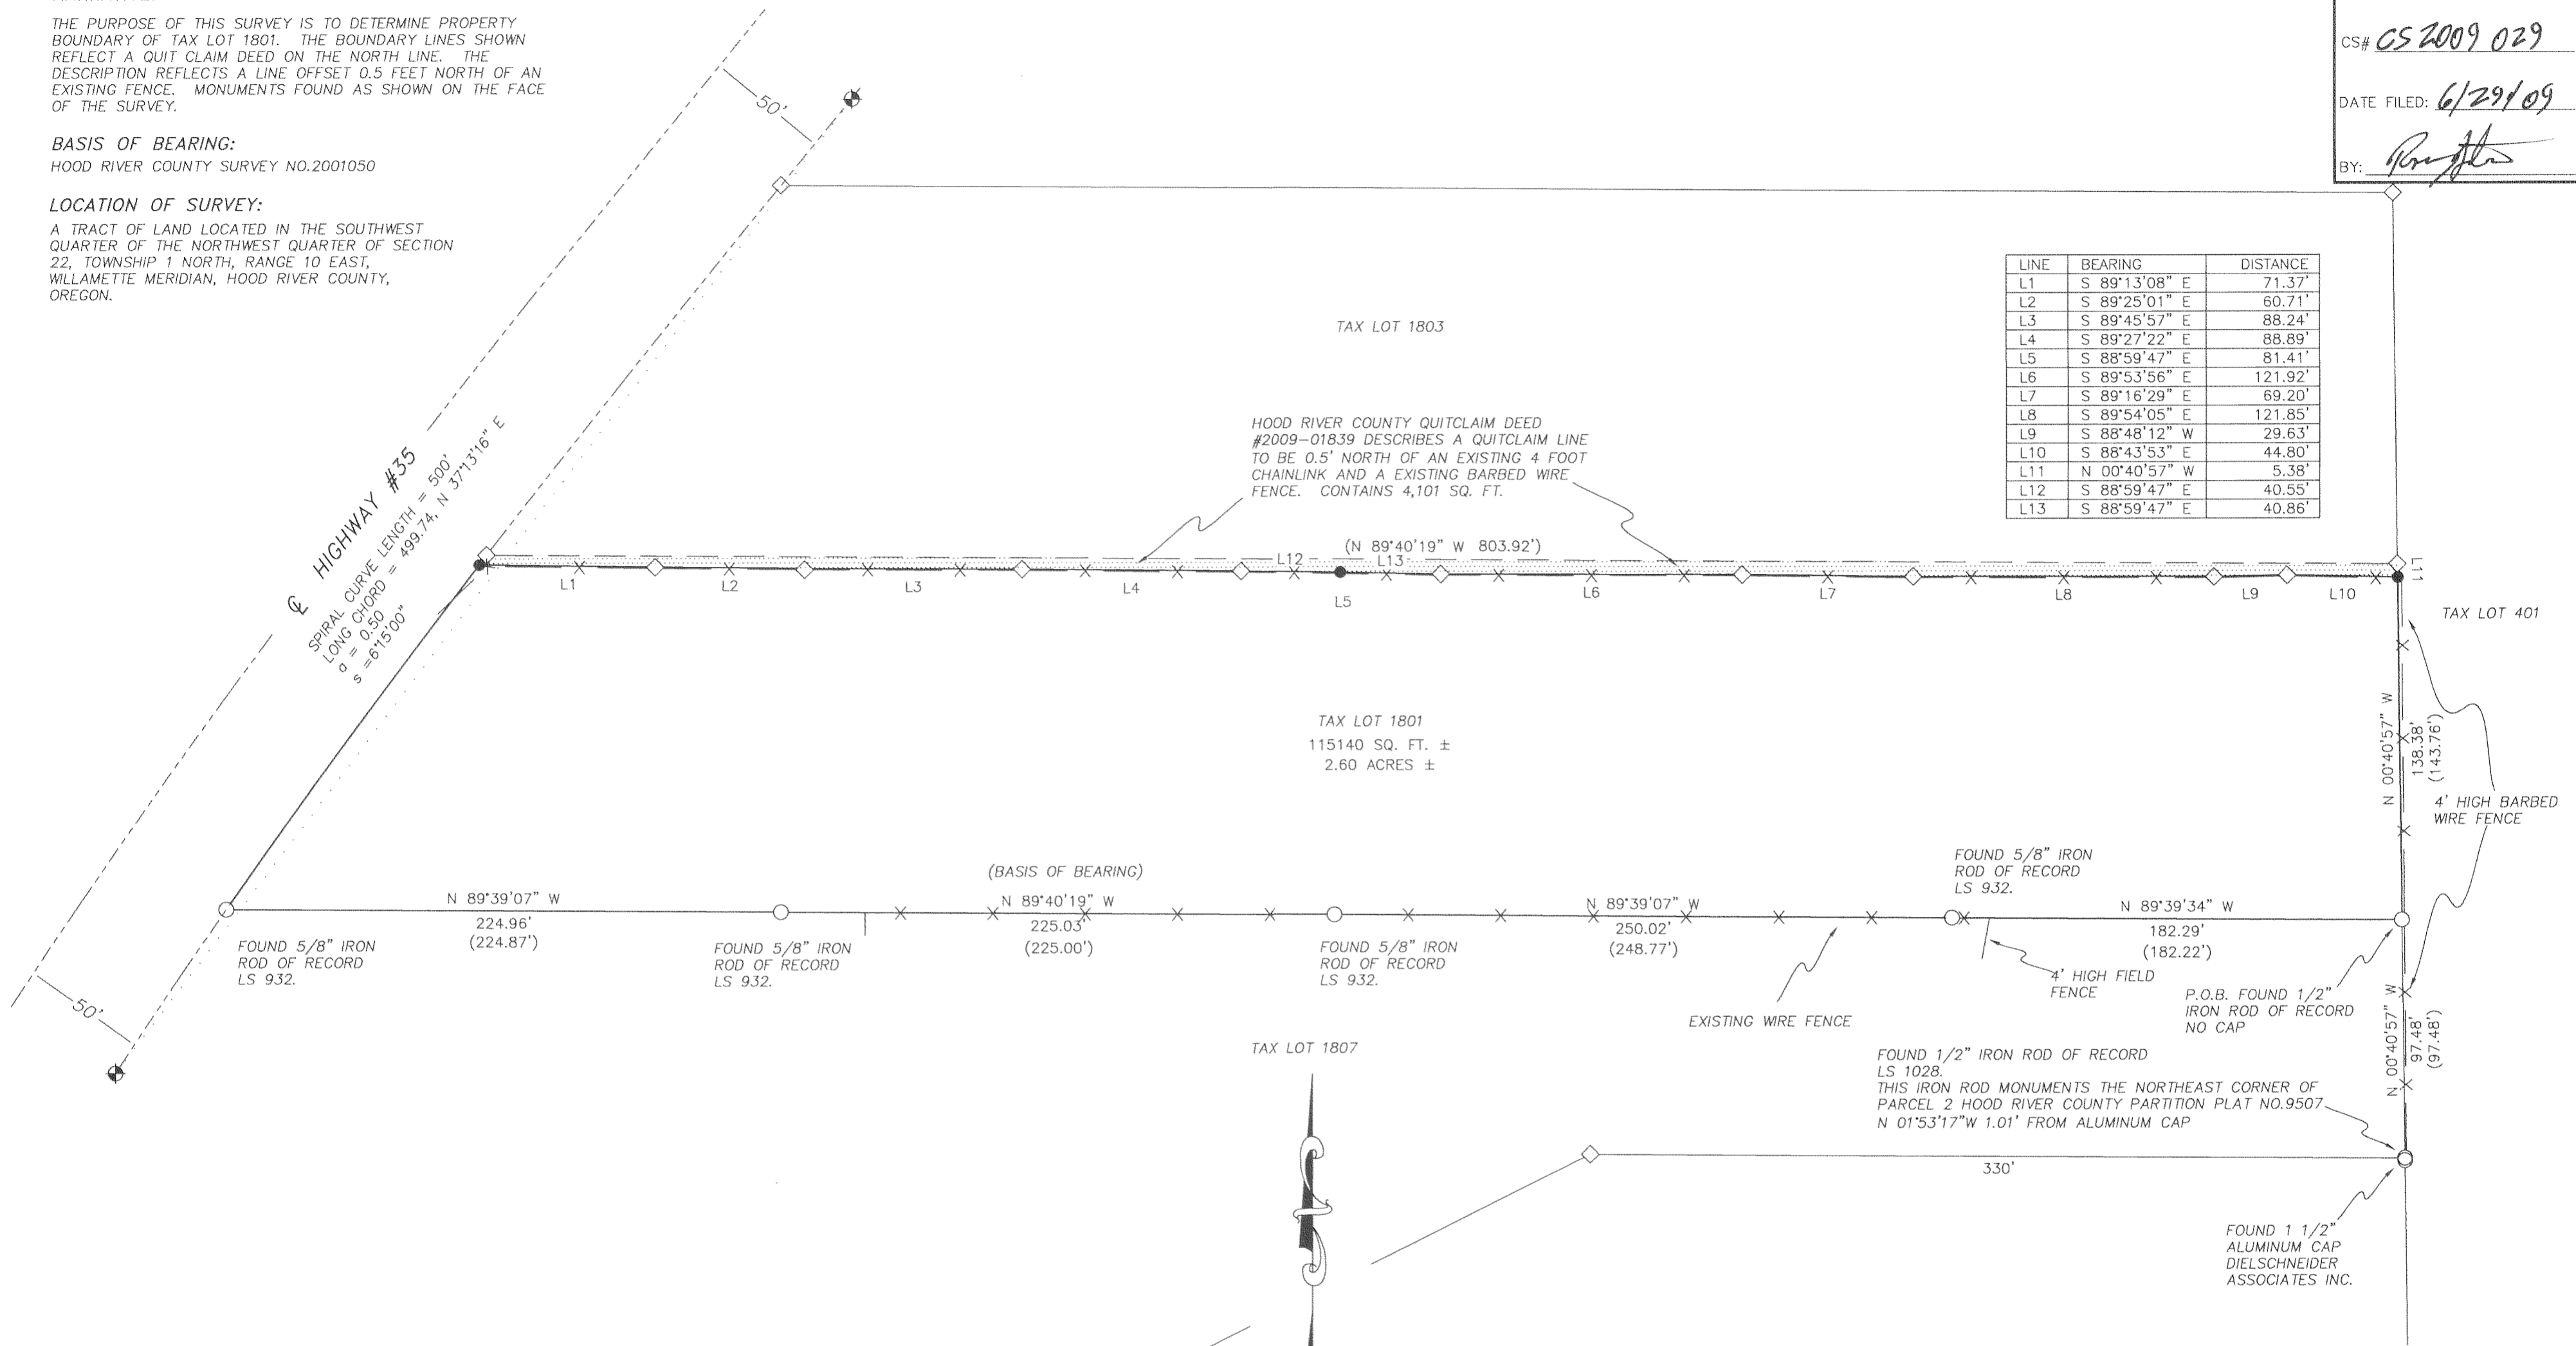 THE PURPOSE OF THIS SURVEY IS TO DETERMINE PROPERTY
BOUNDARY OF TAX LOT 1801. THE BOUNDARY LINES SHOWN
REFLECT A QUIT CLAIM DEED ON THE NORTH LINE. THE
DESCRIPTION REFLECTS A LINE OFFSET 0.5 FEET NORTH OF AN
EXISTING FENCE. MONUMENTS FOUND AS SHOWN ON THE FACE
OF THE SURVEY.
BASIS OF BEARING:
HOOD RIVER COUNTY SURVEY NO.2001050
LOCATION OF SURVEY:
A TRACT OF LAND LOCATED IN THE SOUTHWEST
QUARTER OF THE NORTHWEST QUARTER OF SECTION
22, TOWNSHIP 1 NORTH, RANGE 10 EAST,
WILLAMETTE MERIDIAN, HOOD RIVER COUNTY,
OREGON.
50'
CS# CS 2009 029
DATE FILED: 6/29/09
BY:
LINE BEARING DISTANCE
L1 S 89°13'08" E 71.37'
L2 S 89°25'01" E 60.71'
L3 S 89°45'57" E 88.24'
L4 S 89°27'22" E 88.89'
L5 S 88°59'47" E 81.41'
L6 S 89°53'56" E 121.92'
L7 S 89°16'29" E 69.20'
L8 S 89°54'05" E 121.85'
L9 S 88°48'12" W 29.63'
L10 S 88°43'53" E 44.80'
L11 N 00°40'57" W 5.38'
L12 S 88°59'47" E 40.55'
L13 S 88°59'47" E 40.86'
TAX LOT 1803
HOOD RIVER COUNTY QUITCLAIM DEED
#2009-01839 DESCRIBES A QUITCLAIM LINE
TO BE 0.5' NORTH OF AN EXISTING 4 FOOT
CHAINLINK AND A EXISTING BARBED WIRE
FENCE. CONTAINS 4,101 SQ. FT.
HIGHWAY #35
SPIRAL CURVE LENGTH = 500'
LONG CHORD = 499.74, N 37°13'16" E
a = 0.50
s =6°15'00"
(N 89°40'19" W 803.92')
L12 L13
L1 L2 L3 L4 L5 L6 L7 L8 L9 L10
L11
TAX LOT 401
TAX LOT 1801
115140 SQ. FT. ±
2.60 ACRES ±
N 00°40'57" W
138.38'
(143.76')
4' HIGH BARBED
WIRE FENCE
(BASIS OF BEARING)
N 89°39'07" W
224.96'
(224.87')
N 89°40'19" W
225.03'
(225.00')
N 89°39'07" W
250.02'
(248.77')
N 89°39'34" W
182.29'
(182.22')
FOUND 5/8" IRON
ROD OF RECORD
LS 932.
FOUND 5/8" IRON
ROD OF RECORD
LS 932.
FOUND 5/8" IRON
ROD OF RECORD
LS 932.
FOUND 5/8" IRON
ROD OF RECORD
LS 932.
50'
EXISTING WIRE FENCE
4' HIGH FIELD
FENCE
P.O.B. FOUND 1/2"
IRON ROD OF RECORD
NO CAP
N 00°40'57" W
97.48'
(97.48')
TAX LOT 1807
FOUND 1/2" IRON ROD OF RECORD
LS 1028.
THIS IRON ROD MONUMENTS THE NORTHEAST CORNER OF
PARCEL 2 HOOD RIVER COUNTY PARTITION PLAT NO.9507
N 01°53'17"W 1.01' FROM ALUMINUM CAP
330'
FOUND 1 1/2"
ALUMINUM CAP
DIELSCHNEIDER
ASSOCIATES INC.